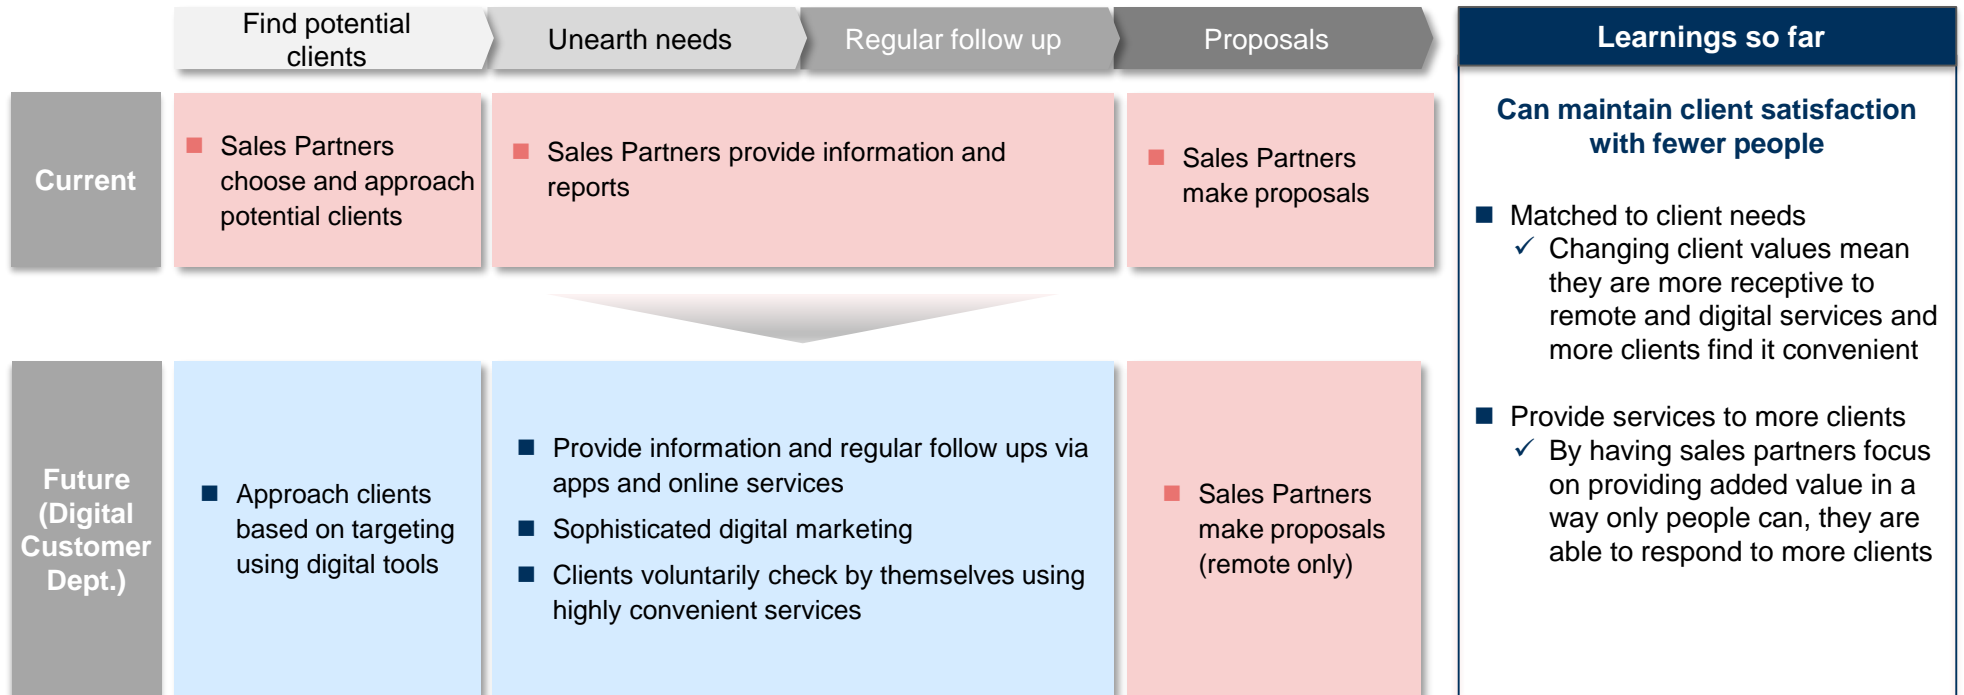 Find potential
clients
Unearth needs
Regular follow up
Proposals
Learnings so far
Current
■ Sales Partners
choose and approach
potential clients
■ Sales Partners provide information and
reports
■ Sales Partners
make proposals
Future
(Digital
Customer
Dept.)
■ Approach clients
based on targeting
using digital tools
■ Provide information and regular follow ups via
apps and online services
■ Sophisticated digital marketing
■ Clients voluntarily check by themselves using
highly convenient services
■ Sales Partners
make proposals
(remote only)
Can maintain client satisfaction
with fewer people
■ Matched to client needs
✓ Changing client values mean
they are more receptive to
remote and digital services and
more clients find it convenient
■ Provide services to more clients
✓ By having sales partners focus
on providing added value in a
way only people can, they are
able to respond to more clients